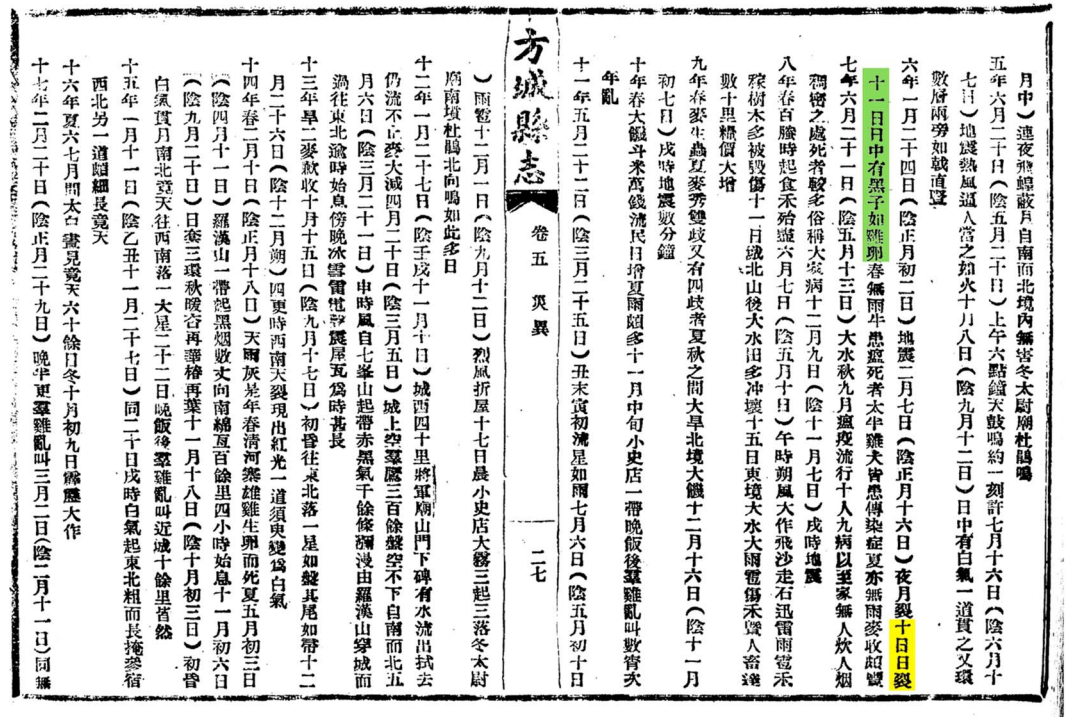 月中）連夜飛蝗蔽月自南而北境內無害冬太尉廟杜鵑鳴
五年六月二十日（陰五月二十日）上午六點鐘天鼓鳴約一刻許七月十六日（陰六月十
七日）地震熱風逼人當之如火十月八日（陰九月十二日）日中有白氣一道貫之又環
數層兩旁如戟直豎
六年一月二十四日（陰正月初二日）地震二月七日（陰正月十六日）夜月裂十日日裂
十一日日中有黑子如雞卵春無雨牛患瘟死者太半雞犬皆患傳染症夏亦無雨麥收頗豐
七年六月二十一日（陰五月十三日）大水秋九月瘟疫流行十人九病以至家無人炊人烟
稠密之處死者較多俗稱大家病十二月九日（陰十一月七日）戌時地震
八年春百螣時起食禾殆盡六月七日（陰五月十日）午時朔風大作飛沙走石迅雷雨雹禾
稼樹木多被毀傷十一月城北山後大水田多冲壞十五日東境大水大雨雹傷禾暨人畜達
數十里糧價大增
九年春麥生蟲夏麥秀雙歧又有四歧者夏秋之間大旱北境大饑十二月十六日（陰十一月
初七日）戌時地震數分鐘
十年春大饑斗米萬錢流民日增夏雨頗多十一月中旬小史店一帶晚飯後羣雞亂叫數宵次
年亂
十一年五月二十二日（陰三月二十五日）丑末寅初流星如雨七月六日（陰五月初十日
方城縣志
卷五 災異
二七
）雨雹十二月一日（陰九月十二日）烈風折屋十七日晨小史店大霧三起三落冬太尉
廟南墳杜鵑北向鳴如此多日
十二年一月二十七日（陰壬戌十一月十日）城西四十里將軍廟山門下碑有水流出拭去
仍流不止麥大減四月二十日（陰三月五日）城上空羣鷹三百餘盤空不下自南而北五
月六日（陰三月二十一日）申時風自七峯山起帶赤黑氣千餘條瀰漫由羅漢山穿城而
過往東北逾時始息傍晚冰雪雷電聲震屋瓦爲時甚長
十三年旱二麥歉收十月十五日（陰九月十七日）初昏往東北落一星如盤其尾如帶十二
月二十六日（陰十二月朔）四更時西南天裂現出紅光一道須臾變爲白氣
十四年春二月十日（陰正月十八日）天雨灰是年春清河寨雄雞生卵而死夏五月初三日
（陰四月十一日）羅漢山一帶起黑烟數丈向南綿亙百餘里四小時始息十一月初六日
（陰九月二十日）日套三環秋暖杏再華椿再葉十一月十八日（陰十月初三日）初昏
白氣貫月南北竟天往西南落一大星二十二日晚飯後羣雞亂叫近城十餘里皆然
十五年一月十一日（陰乙丑十一月二十七日）同二十日戌時白氣起東北粗而長掩參宿
西北另一道頗細長竟天
十六年夏六七月間太白晝見竟天六十餘日冬十月初九日霹靂大作
十七年二月二十日（陰正月二十九日）晚半更羣雞亂叫三月二日（陰二月十一日）同無